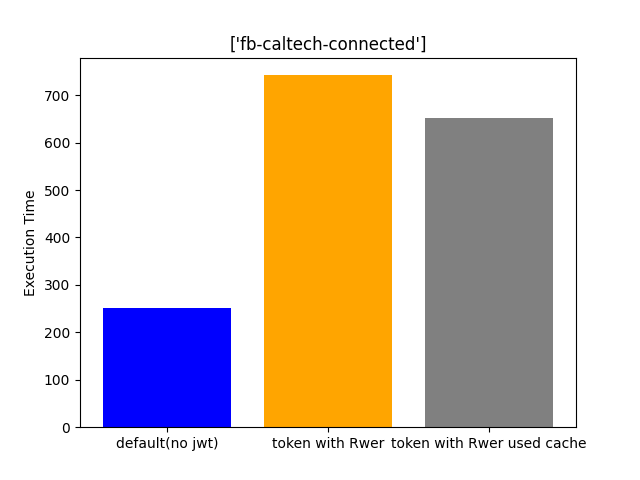 ['fb-caltech-connected']
Execution Time
700
600
500
400
300
200
100
0
default(no jwt)
token with Rwer
token with Rwer used cache